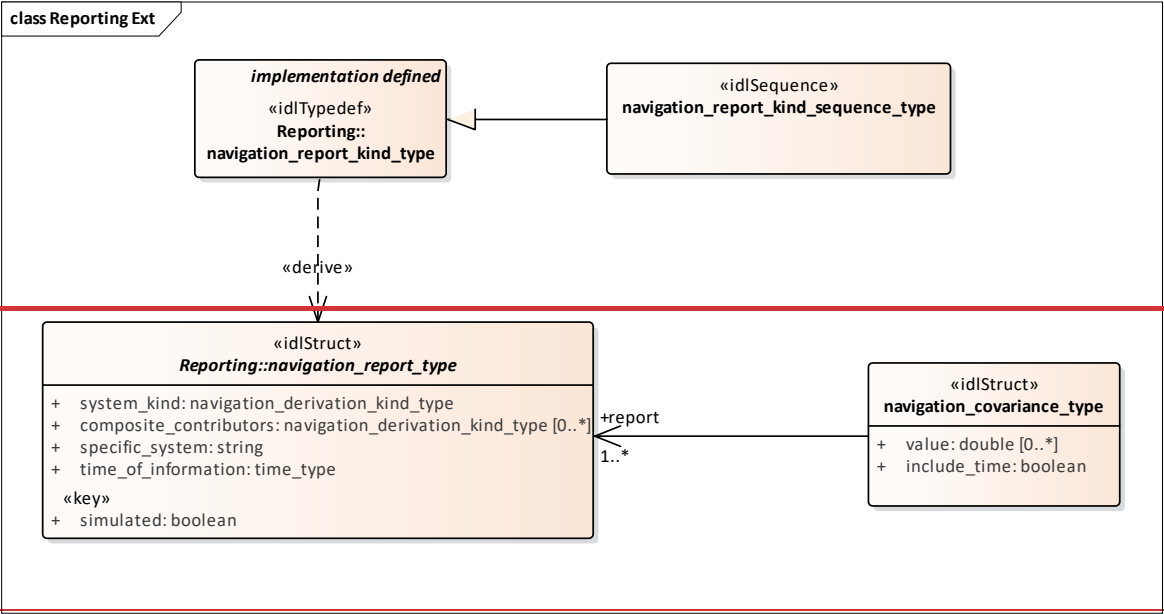 class Reporting Ext
implementation defined
«idlTypedef»
Reporting::
navigation_report_kind_type
«idlSequence»
navigation_report_kind_sequence_type
«derive»
«idlStruct»
Reporting::navigation_report_type
+ system_kind: navigation_derivation_kind_type
+ composite_contributors: navigation_derivation_kind_type [0..*]
+ specific_system: string
+ time_of_information: time_type
«key»
+ simulated: boolean
+report
1..*
«idlStruct»
navigation_covariance_type
+ value: double [0..*]
+ include_time: boolean